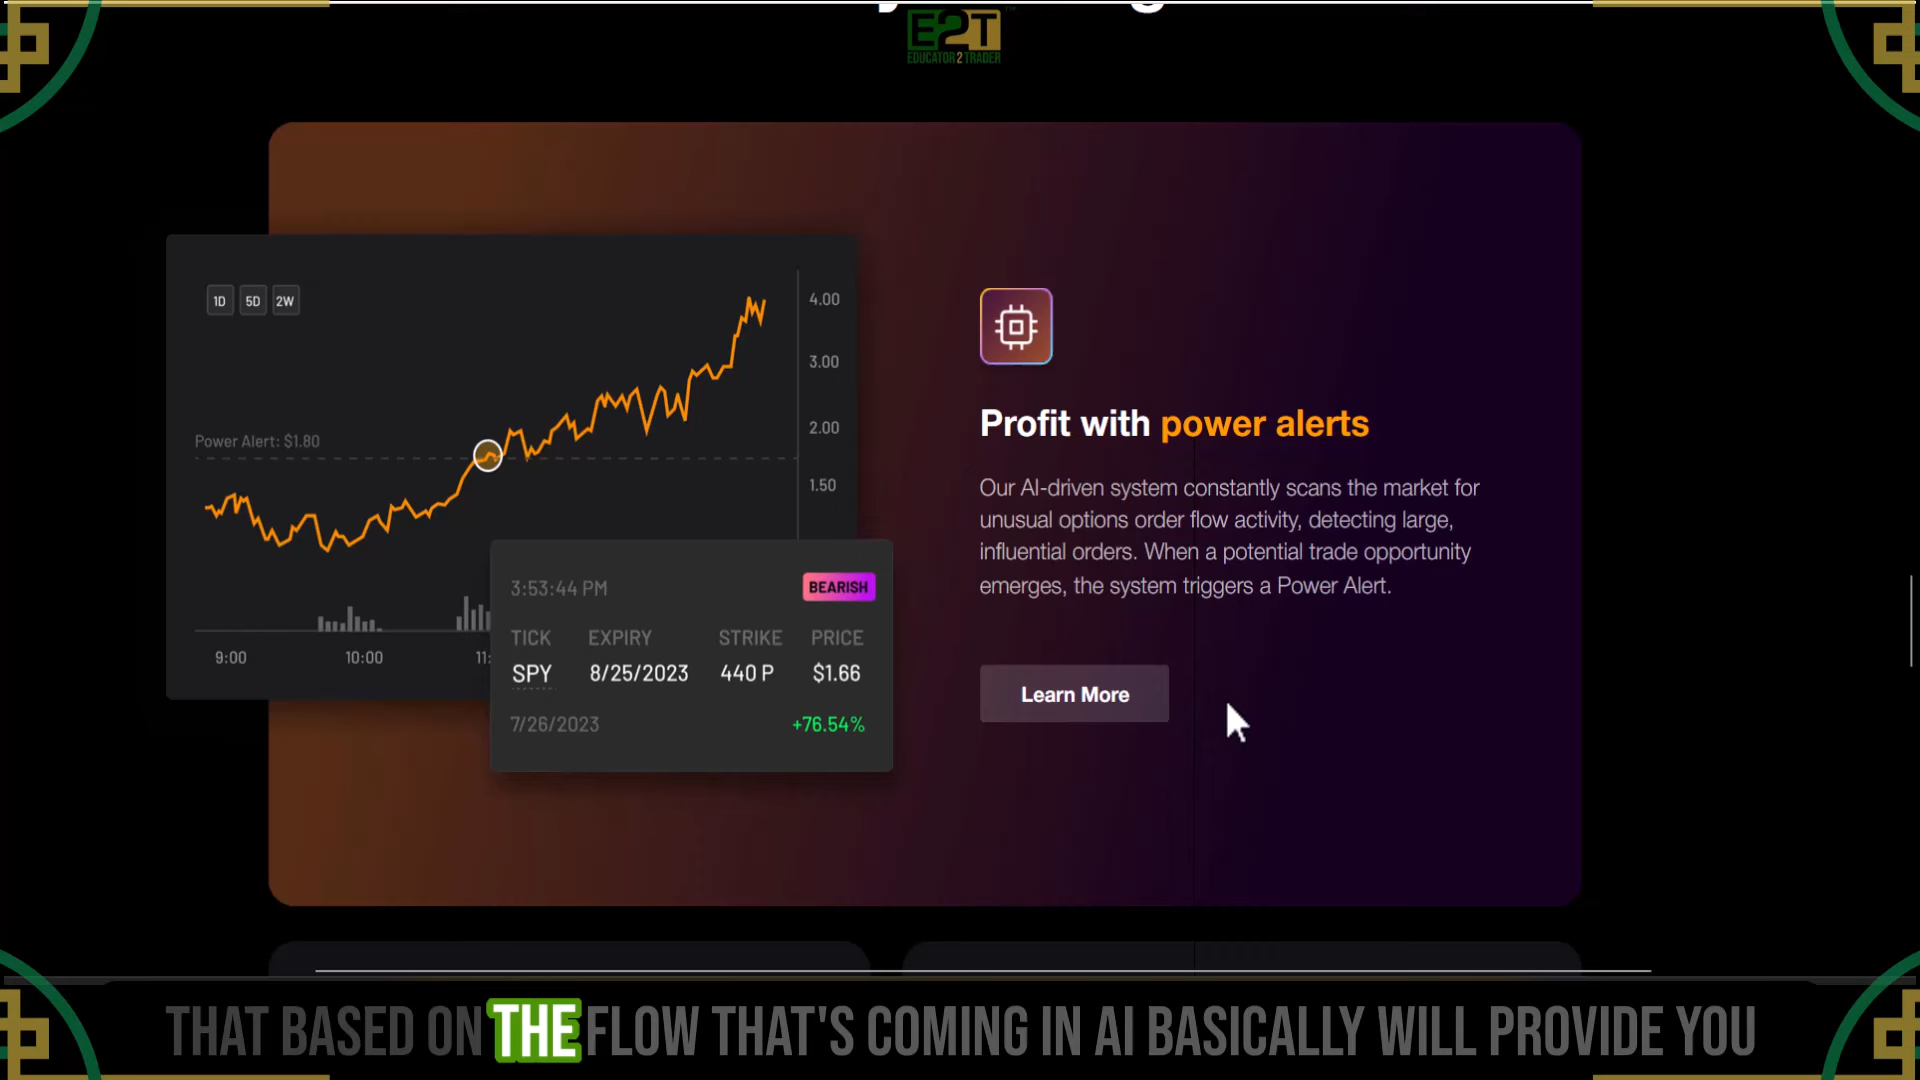 E2T
EDUCATOR2TRADER
1D 5D 2W
4.00
3.00
Power Alert: $1.80
2.00
1.50
9:00 10:00 11:
3:53:44 PM BEARISH
TICK EXPIRY STRIKE PRICE
SPY 8/25/2023 440 P $1.66
7/26/2023 +76.54%
Profit with power alerts
Our AI-driven system constantly scans the market for
unusual options order flow activity, detecting large,
influential orders. When a potential trade opportunity
emerges, the system triggers a Power Alert.
Learn More
THAT BASED ON THE FLOW THAT'S COMING IN AI BASICALLY WILL PROVIDE YOU